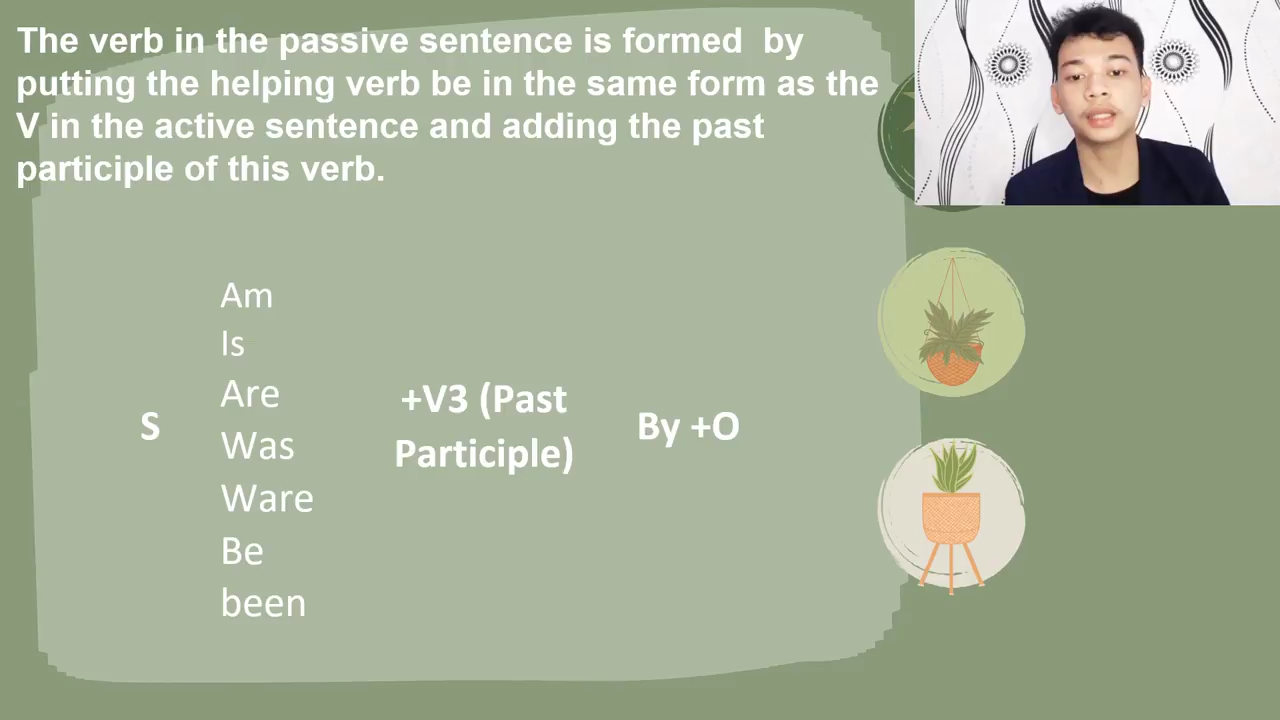 The verb in the passive sentence is formed  by
putting the helping verb be in the same form as the
V in the active sentence and adding the past
participle of this verb.
Am
Is
Are
Was
Ware
Be
been
S
+V3 (Past
Participle)
By +O